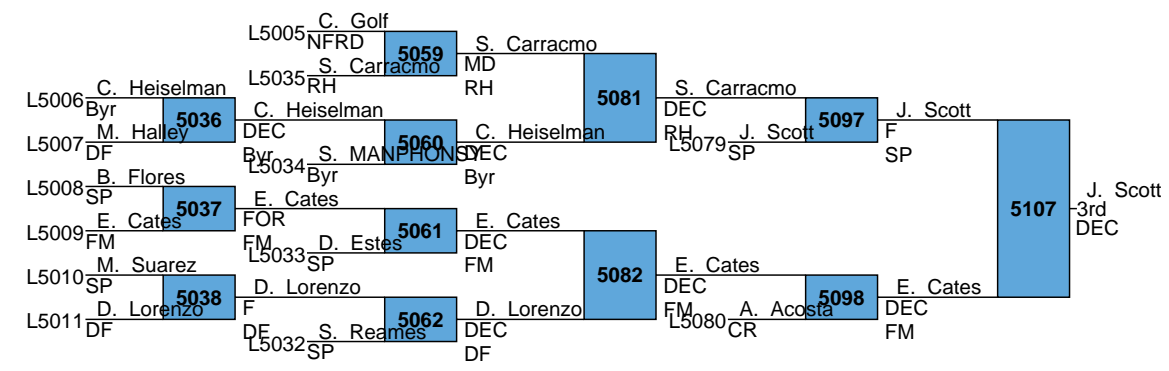 L5005 C. Golf
NFRD
5059
L5035 S. Carracmo
RH
S. Carracmo
MD
RH
L5006 C. Heiselman
Byr
5036
L5007 M. Halley
DF
C. Heiselman
DEC
Byr
5060
L5034 S. MANPHONSY
Byr
C. Heiselman
DEC
Byr
5081
S. Carracmo
DEC
RH
5097
L5079 J. Scott
SP
J. Scott
F
SP
L5008 B. Flores
SP
5037
L5009 E. Cates
FM
E. Cates
FOR
FM
5061
L5033 D. Estes
SP
E. Cates
DEC
FM
L5010 M. Suarez
SP
5038
L5011 D. Lorenzo
DF
D. Lorenzo
F
DF
5062
L5032 S. Reames
SP
D. Lorenzo
DEC
DF
5082
E. Cates
DEC
FM
5098
L5080 A. Acosta
CR
E. Cates
DEC
FM
5107
J. Scott
3rd
DEC